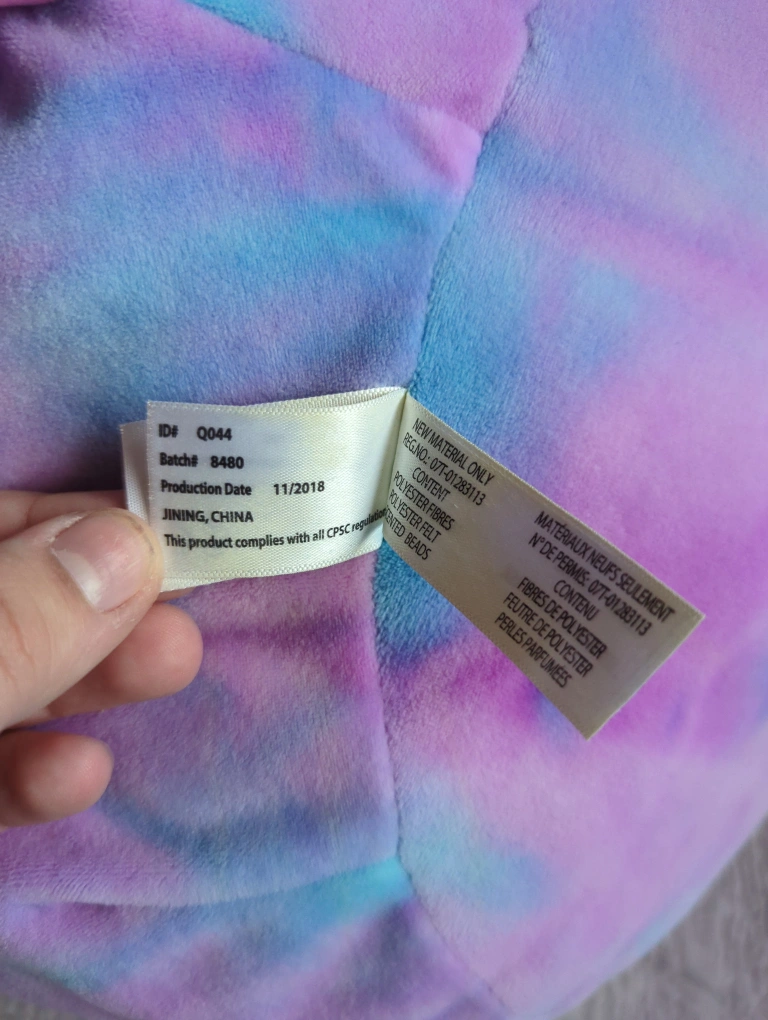 ID# Q044
Batch# 8480
Production Date 11/2018
JINING, CHINA
This product complies with all CPSC regulation
NEW MATERIAL ONLY
REG.NO.: 07T-01283113
CONTENT
POLYESTER FIBRES
POLYESTER FELT
BEADS
MATÉRIAUX NEUFS SEULEMENT
N° DE PERMIS: 07T-01283113
CONTENU
FIBRES DE POLYESTER
FEUTRE DE POLYESTER
PERLES PARFUMÉES